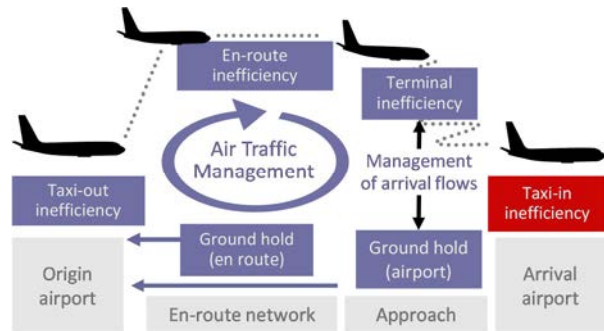 En-route
inefficiency
Terminal
inefficiency
Air Traffic
Management
Management
of arrival flows
Taxi-out
inefficiency
Taxi-in
inefficiency
Ground hold
(en route)
Ground hold
(airport)
Origin
airport
En-route network
Approach
Arrival
airport